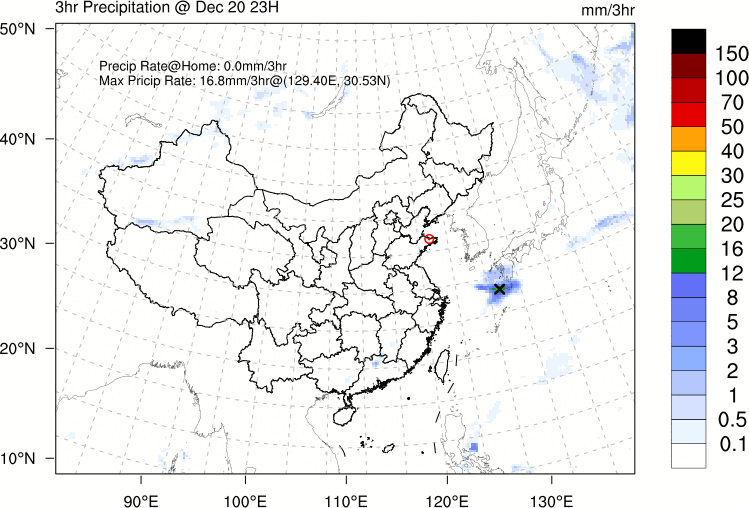 3hr Precipitation @ Dec 20 23H
mm/3hr
50°N
Precip Rate@Home: 0.0mm/3hr
Max Pricip Rate: 16.8mm/3hr@(129.40E, 30.53N)
40°N
30°N
20°N
10°N
90°E
100°E
110°E
120°E
130°E
150
100
70
50
40
30
25
20
16
12
8
5
3
2
1
0.5
0.1